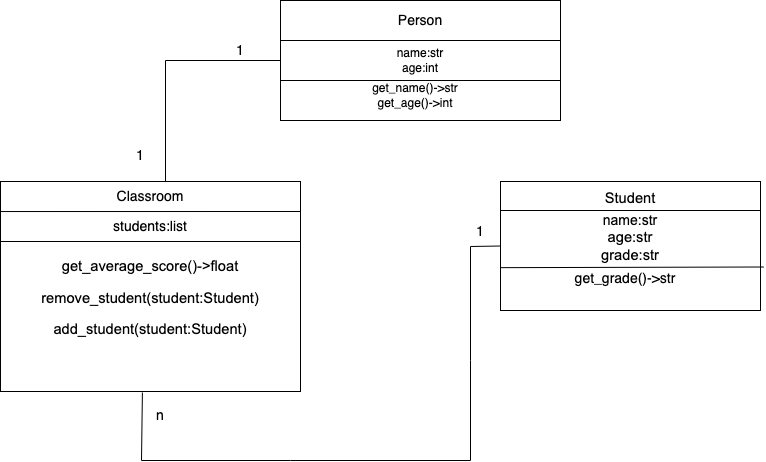 Person
name:str
age:int
get_name()->str
get_age()->int
1
1
Classroom
students:list
get_average_score()->float
remove_student(student:Student)
add_student(student:Student)
n
1
Student
name:str
age:str
grade:str
get_grade()->str